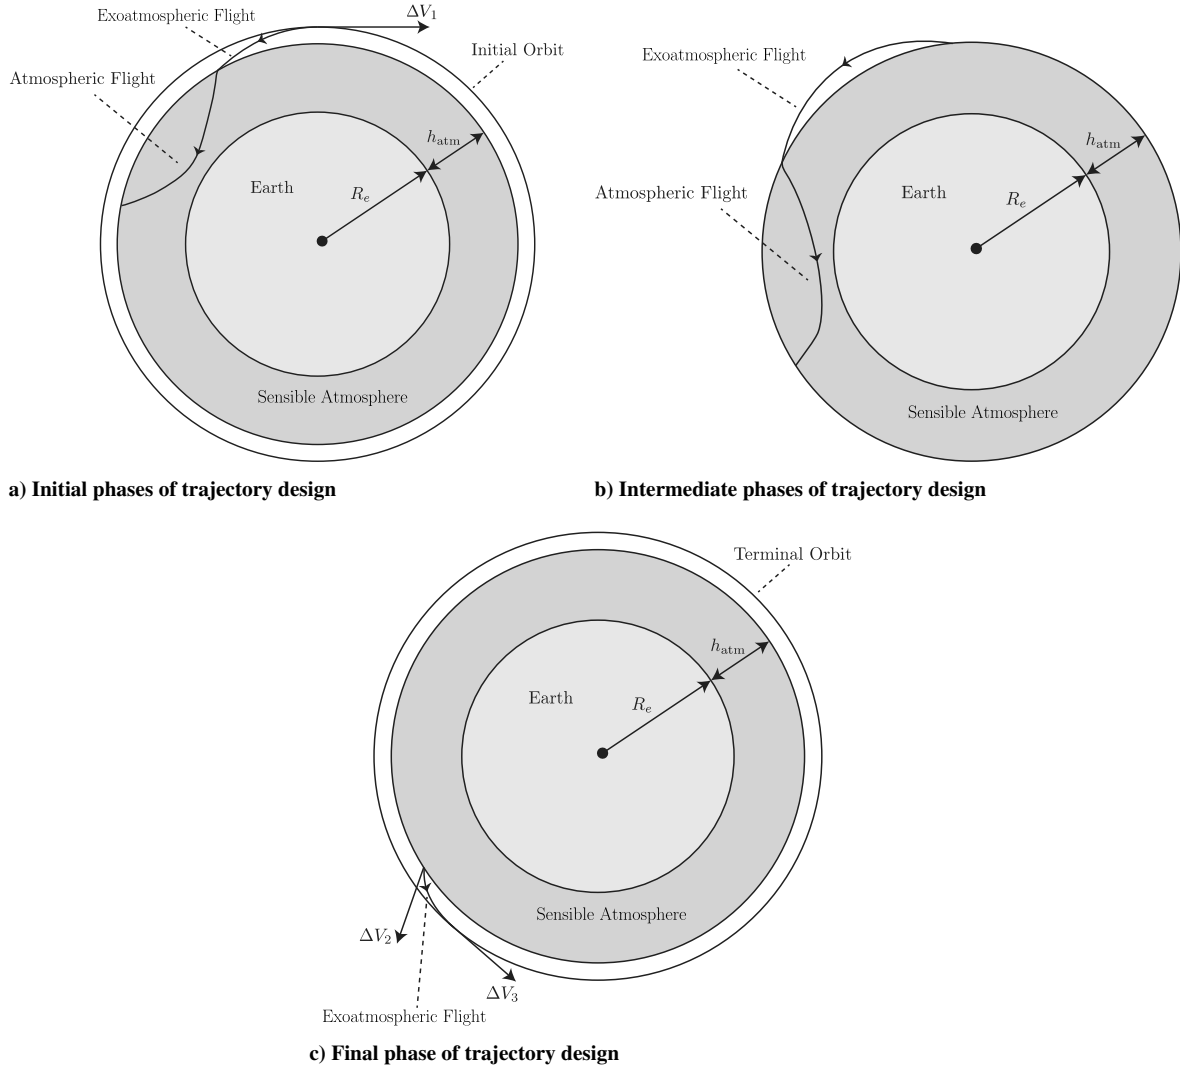 Exoatmospheric Flight
ΔV₁
Initial Orbit
Atmospheric Flight
h_atm
Earth
R_e
Sensible Atmosphere
a) Initial phases of trajectory design
Exoatmospheric Flight
h_atm
Atmospheric Flight
Earth
R_e
Sensible Atmosphere
b) Intermediate phases of trajectory design
Terminal Orbit
h_atm
Earth
R_e
Sensible Atmosphere
ΔV₂
ΔV₃
Exoatmospheric Flight
c) Final phase of trajectory design